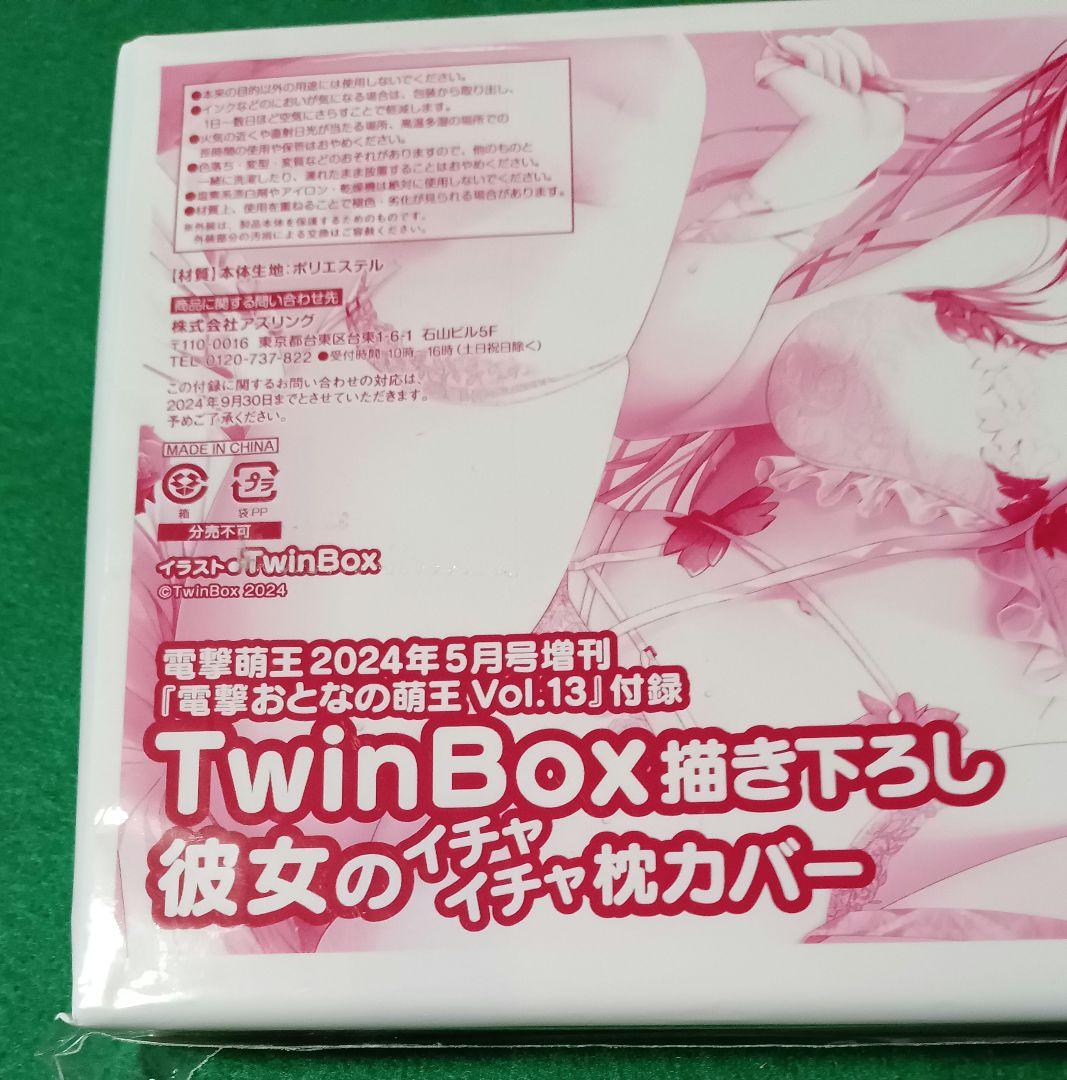 ●本来の目的以外の用途には使用しないでください。
●インクなどのにおいが気になる場合は、包装から取り出し、
1日～数日ほど空気にさらすことで軽減します。
●火気の近くや直射日光が当たる場所、高温多湿の場所での
長時間の使用や保管はおやめください。
●色落ち・変型・変質などのおそれがありますので、他のものと
一緒に洗濯したり、濡れたまま放置することはおやめください。
●塩素系漂白剤やアイロン・乾燥機は絶対に使用しないでください。
●材質上、使用を重ねることで褪色・劣化が見られる場合があります。
※外装は、製品本体を保護するためのものです。
外装部分の汚損による交換はご容赦ください。
【材質】本体生地：ポリエステル
商品に関する問い合わせ先
株式会社アスリング
〒110-0016 東京都台東区台東1-6-1 石山ビル5F
TEL 0120-737-822 ●受付時間 10時～16時（土日祝日除く）
この付録に関するお問い合わせの対応は、
2024年9月30日までとさせていただきます。
予めご了承ください。
MADE IN CHINA
プラ
箱 袋:PP
分売不可
イラスト●TwinBox
©TwinBox 2024
電撃萌王2024年5月号増刊
『電撃おとなの萌王 Vol.13』付録
TwinBox描き下ろし
彼女のイチャイチャ枕カバー